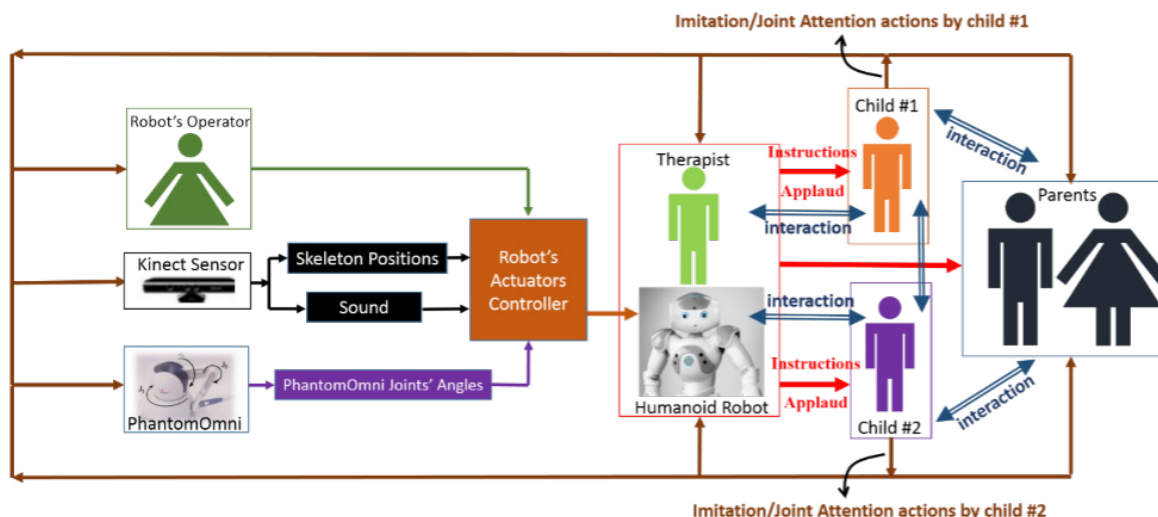 Imitation/Joint Attention actions by child #1
Robot's Operator
Child #1
interaction
Therapist
Instructions
Applaud
Parents
interaction
Kinect Sensor
Skeleton Positions
Robot's
Actuators
Controller
Sound
interaction
PhantomOmni Joints' Angles
PhantomOmni
Instructions
Applaud
Humanoid Robot
Child #2
interaction
Imitation/Joint Attention actions by child #2